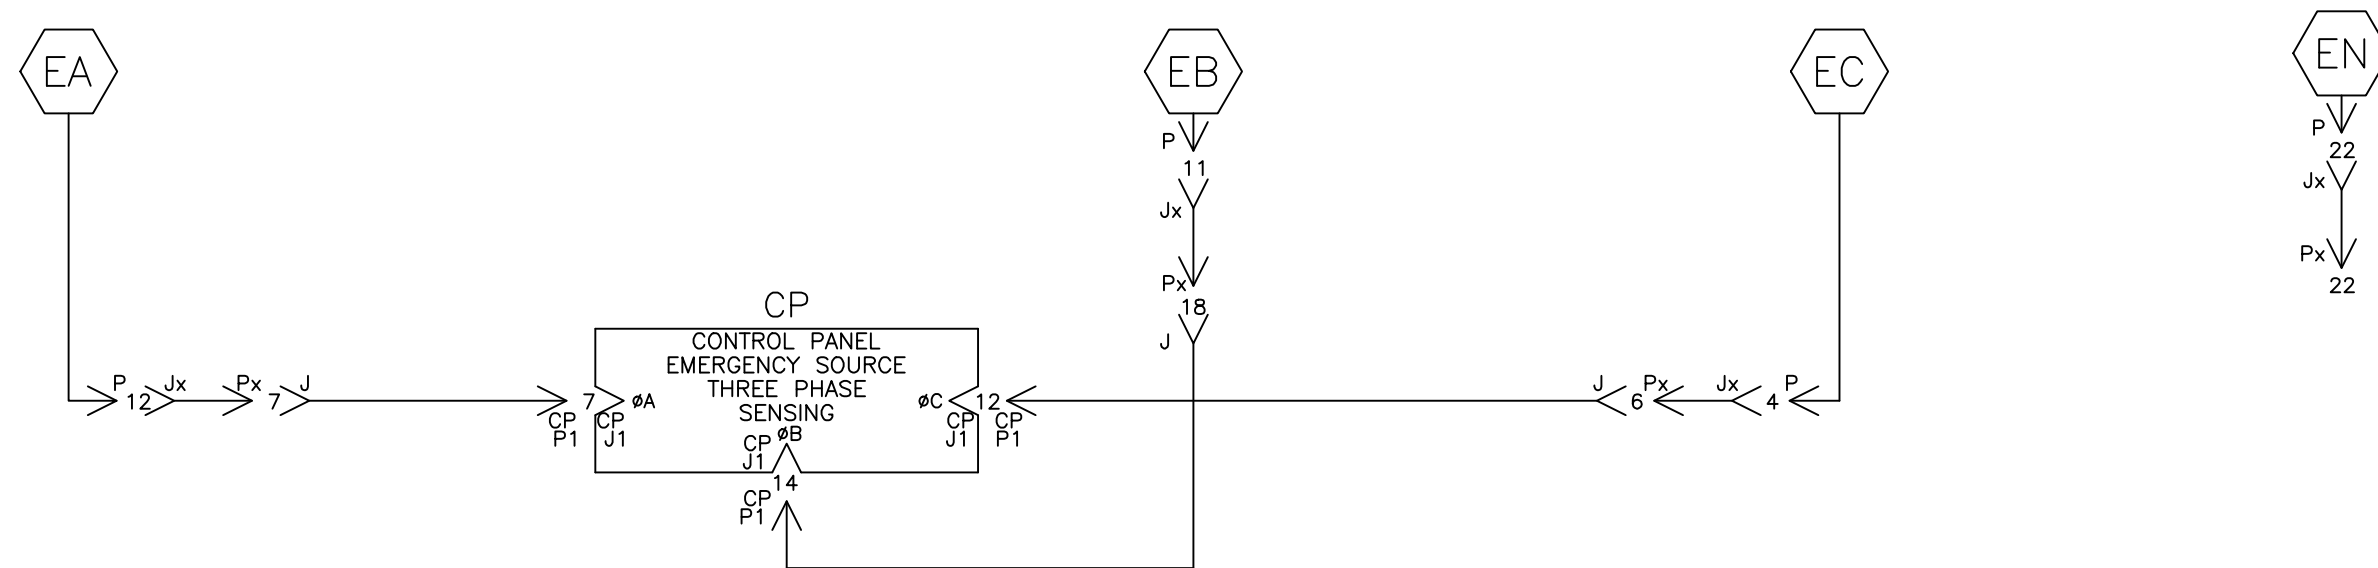 EA
EB
EC
EN
P
22
Jx
Px
22
P
11
Jx
Px
18
J
CP
CONTROL PANEL
EMERGENCY SOURCE
THREE PHASE
SENSING
P 12 Jx Px 7 J
7 øA øC 12
CP P1 CP J1
CP J1 CP P1
J 6 Px Jx 4 P
øB
CP
J1
14
CP
P1